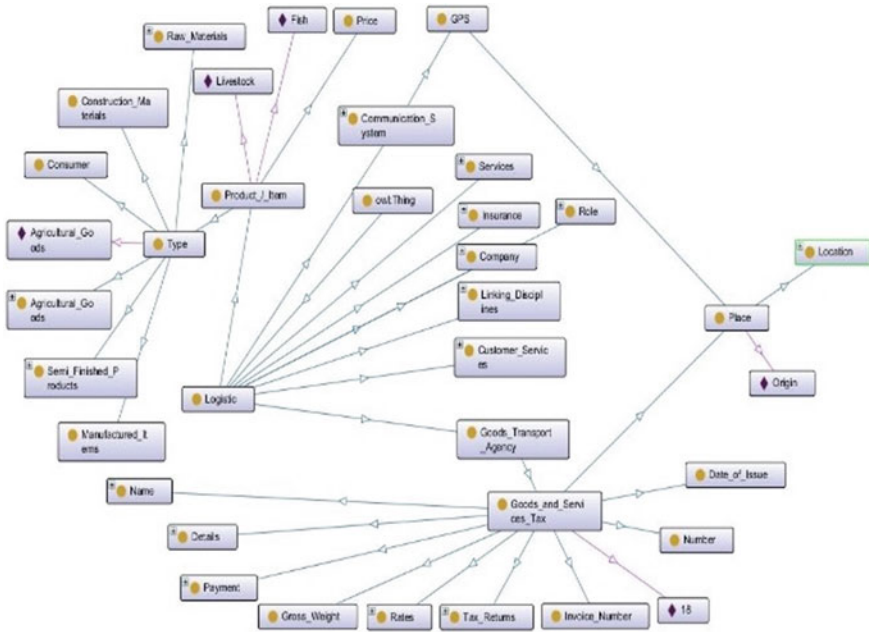 Fish
Price
GPS
Raw_Materials
Livestock
Construction_Ma
terials
Communication_S
ystem
Consumer
Services
Product_/_Item
owl:Thing
Insurance
Role
Agricultural_Go
ods
Type
Company
Location
Agricultural_Go
ods
Linking_Discipl
ines
Place
Semi_Finished_P
roducts
Customer_Servic
es
Origin
Logistic
Manufactured_It
ems
Goods_Transport
_Agency
Name
Goods_and_Servi
ces_Tax
Date_of_Issue
Details
Number
Payment
Gross_Weight
Rates
Tax_Returns
Invoice_Number
18